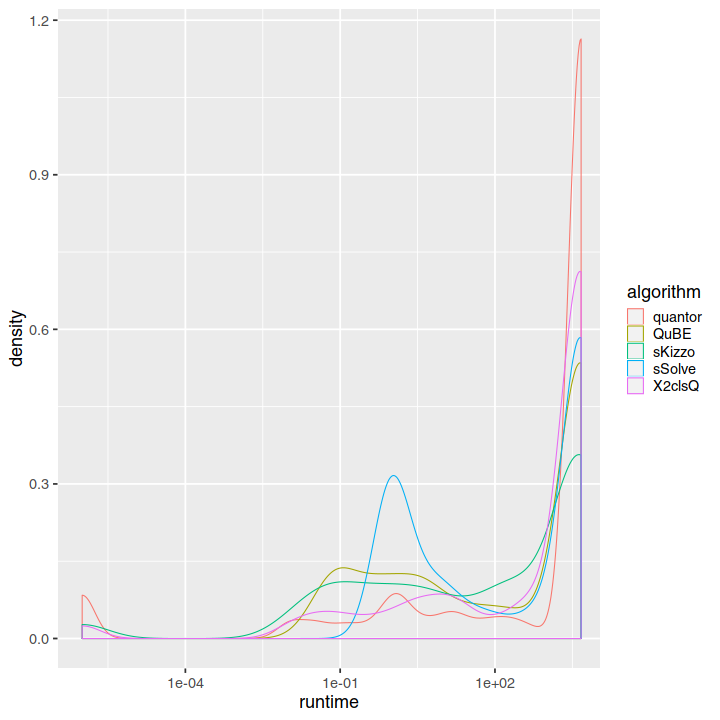 1.2
0.9
0.6
0.3
0.0
density
1e-04
1e-01
1e+02
runtime
algorithm
quantor
QuBE
sKizzo
sSolve
X2clsQ